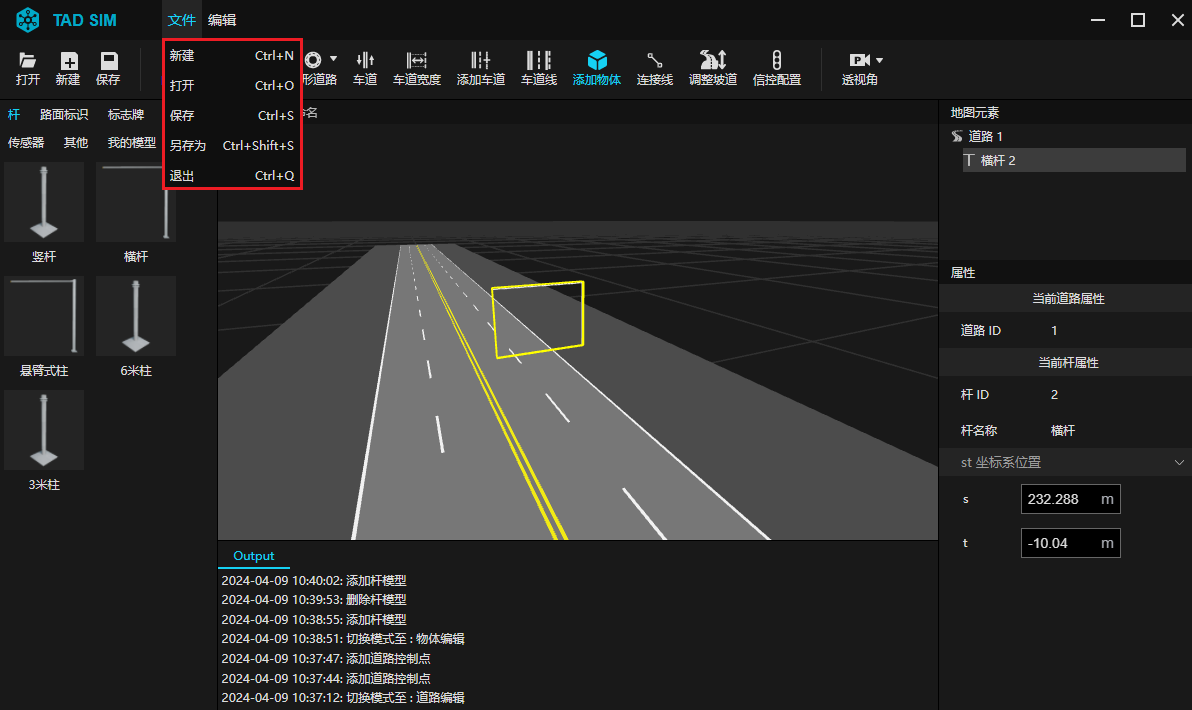 TAD SIM 文件 编辑
新建 Ctrl+N
打开 Ctrl+O
保存 Ctrl+S
另存为 Ctrl+Shift+S
退出 Ctrl+Q
打开 新建 保存 形道路 车道 车道宽度 添加车道 车道线 添加物体 连接线 调整坡道 信控配置 透视角
杆 路面标识 标志牌
传感器 其他 我的模型
竖杆 横杆
悬臂式柱 6米柱
3米柱
名
地图元素
道路 1
横杆 2
属性
当前道路属性
道路 ID 1
当前杆属性
杆 ID 2
杆名称 横杆
st 坐标系位置
s 232.288 m
t -10.04 m
Output
2024-04-09 10:40:02: 添加杆模型
2024-04-09 10:39:53: 删除杆模型
2024-04-09 10:38:55: 添加杆模型
2024-04-09 10:38:51: 切换模式至 : 物体编辑
2024-04-09 10:37:47: 添加道路控制点
2024-04-09 10:37:44: 添加道路控制点
2024-04-09 10:37:12: 切换模式至 : 道路编辑